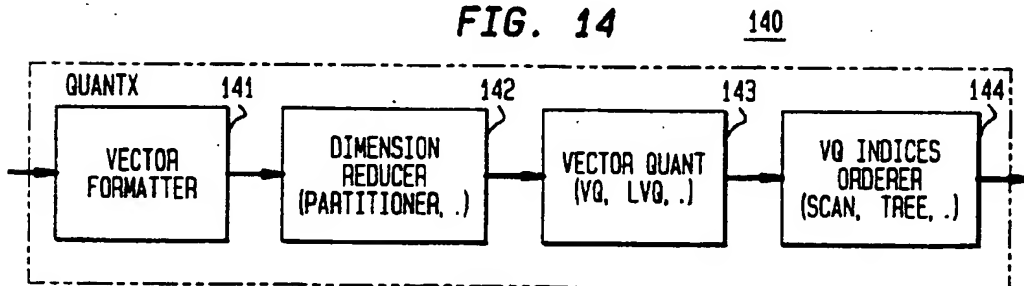 FIG. 14
140
QUANTX
141
142
143
144
VECTOR
FORMATTER
DIMENSION
REDUCER
(PARTITIONER, .)
VECTOR QUANT
(VQ, LVQ, .)
VQ INDICES
ORDERER
(SCAN, TREE, .)